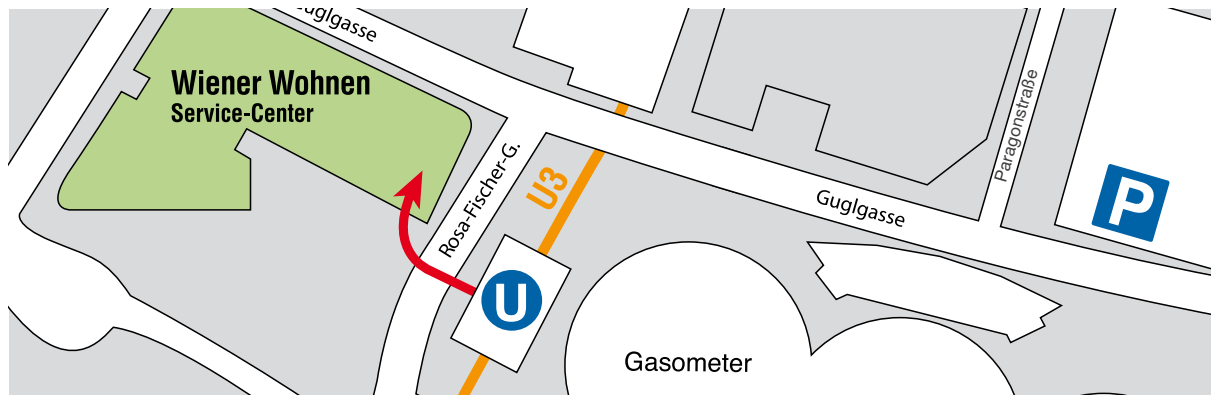 Guglgasse
Wiener Wohnen
Service-Center
Paragonstraße
U3
Rosa-Fischer-G.
P
Guglgasse
U
Gasometer